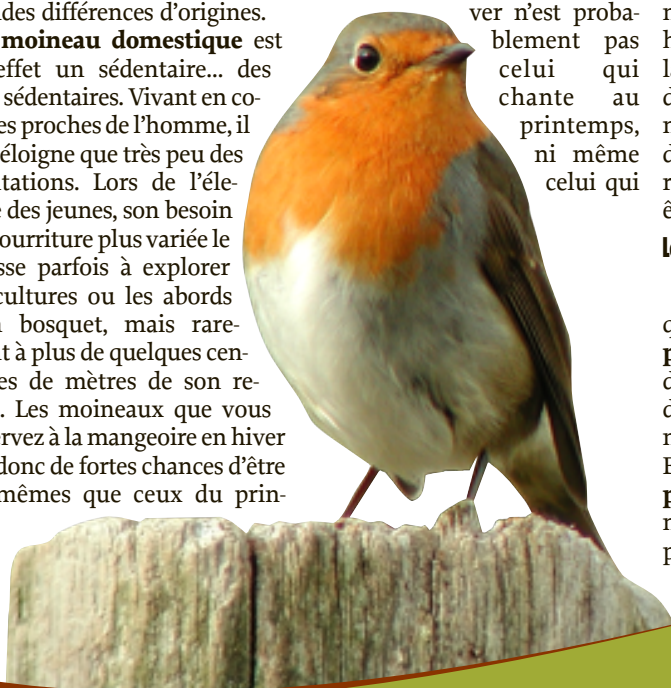 des différences d'origines.
moineau domestique est
effet un sédentaire... des
sédentaires. Vivant en co-
es proches de l'homme, il
éloigne que très peu des
tations. Lors de l'éle-
e des jeunes, son besoin
ourriture plus variée le
sse parfois à explorer
cultures ou les abords
bosquet, mais rare-
t à plus de quelques cen-
es de mètres de son re-
. Les moineaux que vous
ervez à la mangeoire en hiver
donc de fortes chances d'être
mêmes que ceux du prin-
ver n'est proba-
blement pas
celui qui
chante au
printemps,
ni même
celui qui